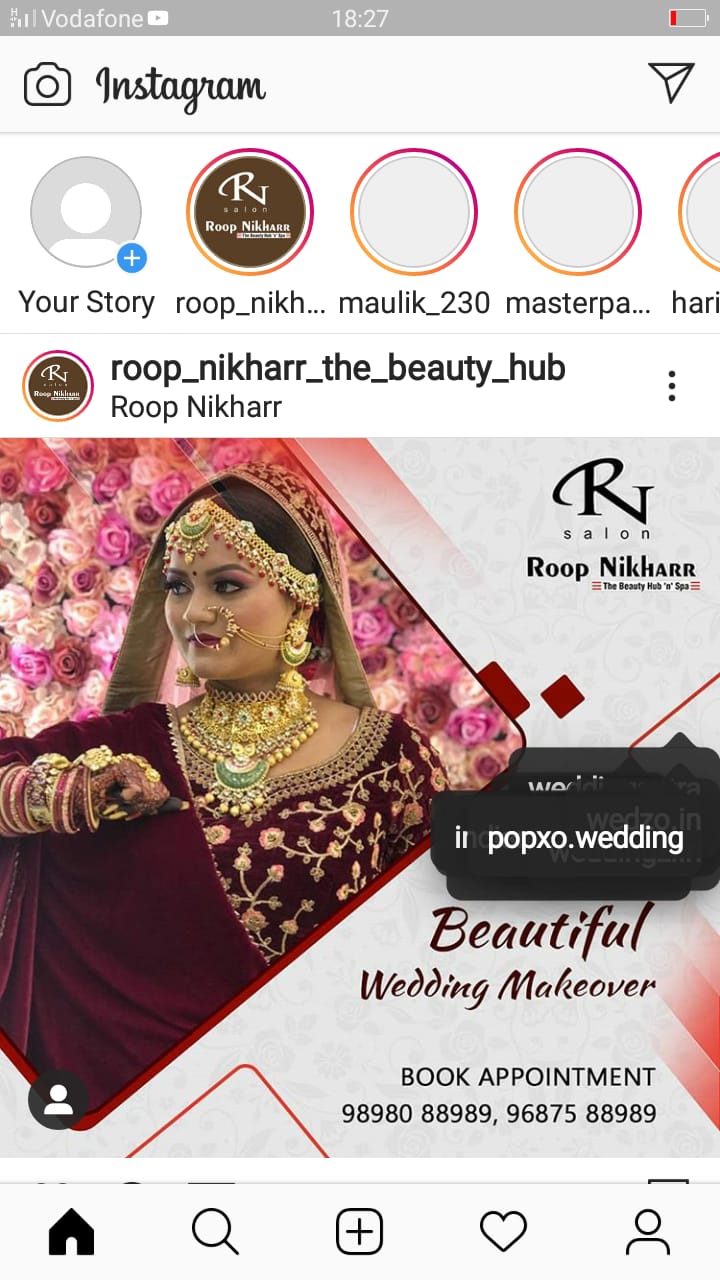 Vodafone
18:27
Instagram
Your Story
roop_nikh...
maulik_230
masterpa...
hari
roop_nikharr_the_beauty_hub
Roop Nikharr
RN
salon
Roop Nikharr
The Beauty Hub 'n' Spa
wedzo.in
popxo.wedding
Beautiful
Wedding Makeover
BOOK APPOINTMENT
98980 88989, 96875 88989